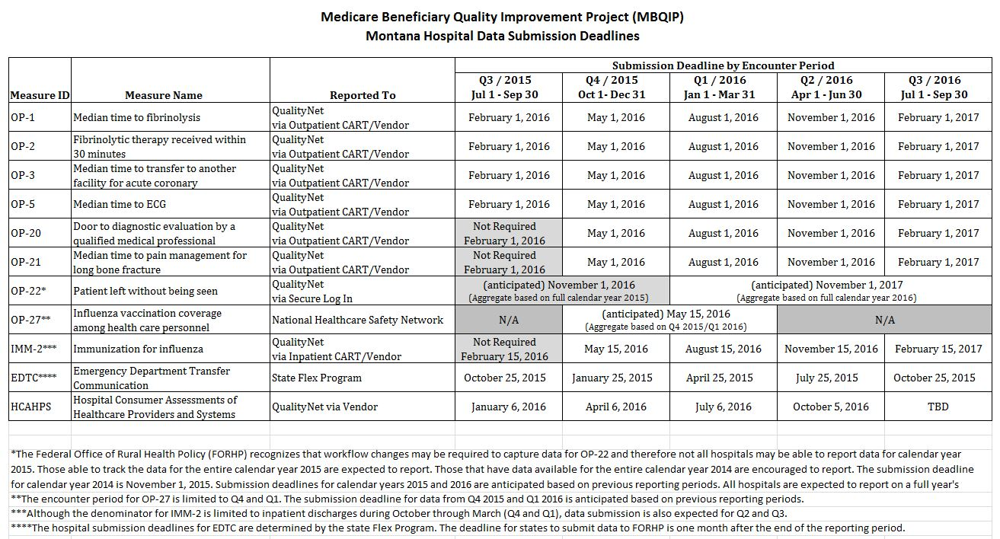 Medicare Beneficiary Quality Improvement Project (MBQIP)
Montana Hospital Data Submission Deadlines
Submission Deadline by Encounter Period
Measure ID Measure Name Reported To Q3 / 2015 Jul 1 - Sep 30 Q4 / 2015 Oct 1- Dec 31 Q1 / 2016 Jan 1 - Mar 31 Q2 / 2016 Apr 1 - Jun 30 Q3 / 2016 Jul 1 - Sep 30
OP-1 Median time to fibrinolysis QualityNet via Outpatient CART/Vendor February 1, 2016 May 1, 2016 August 1, 2016 November 1, 2016 February 1, 2017
OP-2 Fibrinolytic therapy received within 30 minutes QualityNet via Outpatient CART/Vendor February 1, 2016 May 1, 2016 August 1, 2016 November 1, 2016 February 1, 2017
OP-3 Median time to transfer to another facility for acute coronary QualityNet via Outpatient CART/Vendor February 1, 2016 May 1, 2016 August 1, 2016 November 1, 2016 February 1, 2017
OP-5 Median time to ECG QualityNet via Outpatient CART/Vendor February 1, 2016 May 1, 2016 August 1, 2016 November 1, 2016 February 1, 2017
OP-20 Door to diagnostic evaluation by a qualified medical professional QualityNet via Outpatient CART/Vendor Not Required February 1, 2016 May 1, 2016 August 1, 2016 November 1, 2016 February 1, 2017
OP-21 Median time to pain management for long bone fracture QualityNet via Outpatient CART/Vendor Not Required February 1, 2016 May 1, 2016 August 1, 2016 November 1, 2016 February 1, 2017
OP-22* Patient left without being seen QualityNet via Secure Log In (anticipated) November 1, 2016 (Aggregate based on full calendar year 2015) (anticipated) November 1, 2017 (Aggregate based on full calendar year 2016)
OP-27** Influenza vaccination coverage among health care personnel National Healthcare Safety Network N/A (anticipated) May 15, 2016 (Aggregate based on Q4 2015/Q1 2016) N/A
IMM-2*** Immunization for influenza QualityNet via Inpatient CART/Vendor Not Required February 15, 2016 May 15, 2016 August 15, 2016 November 15, 2016 February 15, 2017
EDTC**** Emergency Department Transfer Communication State Flex Program October 25, 2015 January 25, 2015 April 25, 2015 July 25, 2015 October 25, 2015
HCAHPS Hospital Consumer Assessments of Healthcare Providers and Systems QualityNet via Vendor January 6, 2016 April 6, 2016 July 6, 2016 October 5, 2016 TBD
*The Federal Office of Rural Health Policy (FORHP) recognizes that workflow changes may be required to capture data for OP-22 and therefore not all hospitals may be able to report data for calendar year
2015. Those able to track the data for the entire calendar year 2015 are expected to report. Those that have data available for the entire calendar year 2014 are encouraged to report. The submission deadline
for calendar year 2014 is November 1, 2015. Submission deadlines for calendar years 2015 and 2016 are anticipated based on previous reporting periods. All hospitals are expected to report on a full year's
**The encounter period for OP-27 is limited to Q4 and Q1. The submission deadline for data from Q4 2015 and Q1 2016 is anticipated based on previous reporting periods.
***Although the denominator for IMM-2 is limited to inpatient discharges during October through March (Q4 and Q1), data submission is also expected for Q2 and Q3.
****The hospital submission deadlines for EDTC are determined by the state Flex Program. The deadline for states to submit data to FORHP is one month after the end of the reporting period.